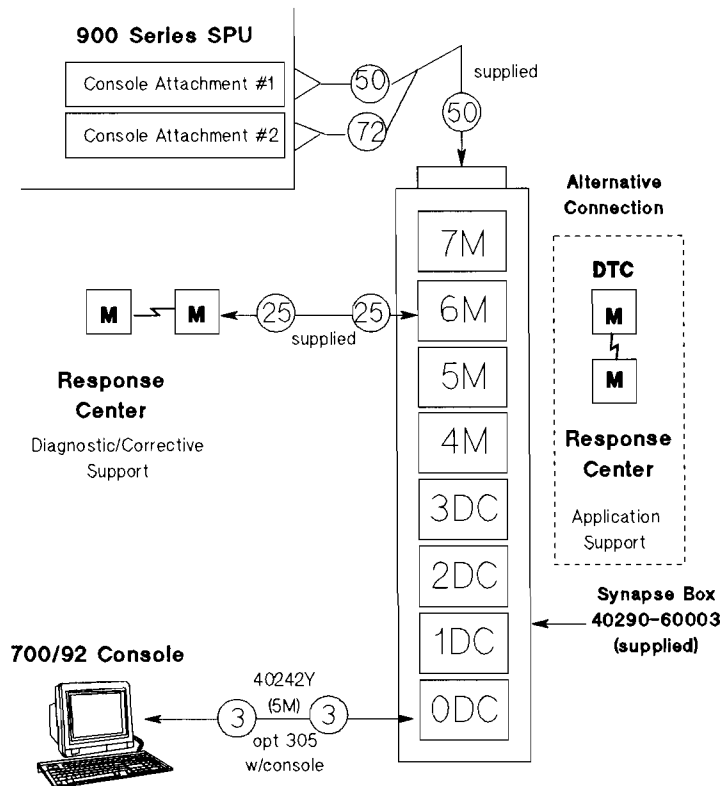 900 Series SPU
Console Attachment #1
Console Attachment #2
50
72
supplied
50
Alternative
Connection
7M
6M
5M
4M
3DC
2DC
1DC
0DC
DTC
M
M
Response
Center
Application
Support
M
M
25
25
supplied
Response
Center
Diagnostic/Corrective
Support
Synapse Box
40290-60003
(supplied)
700/92 Console
40242Y
(5M)
3
3
opt 305
w/console